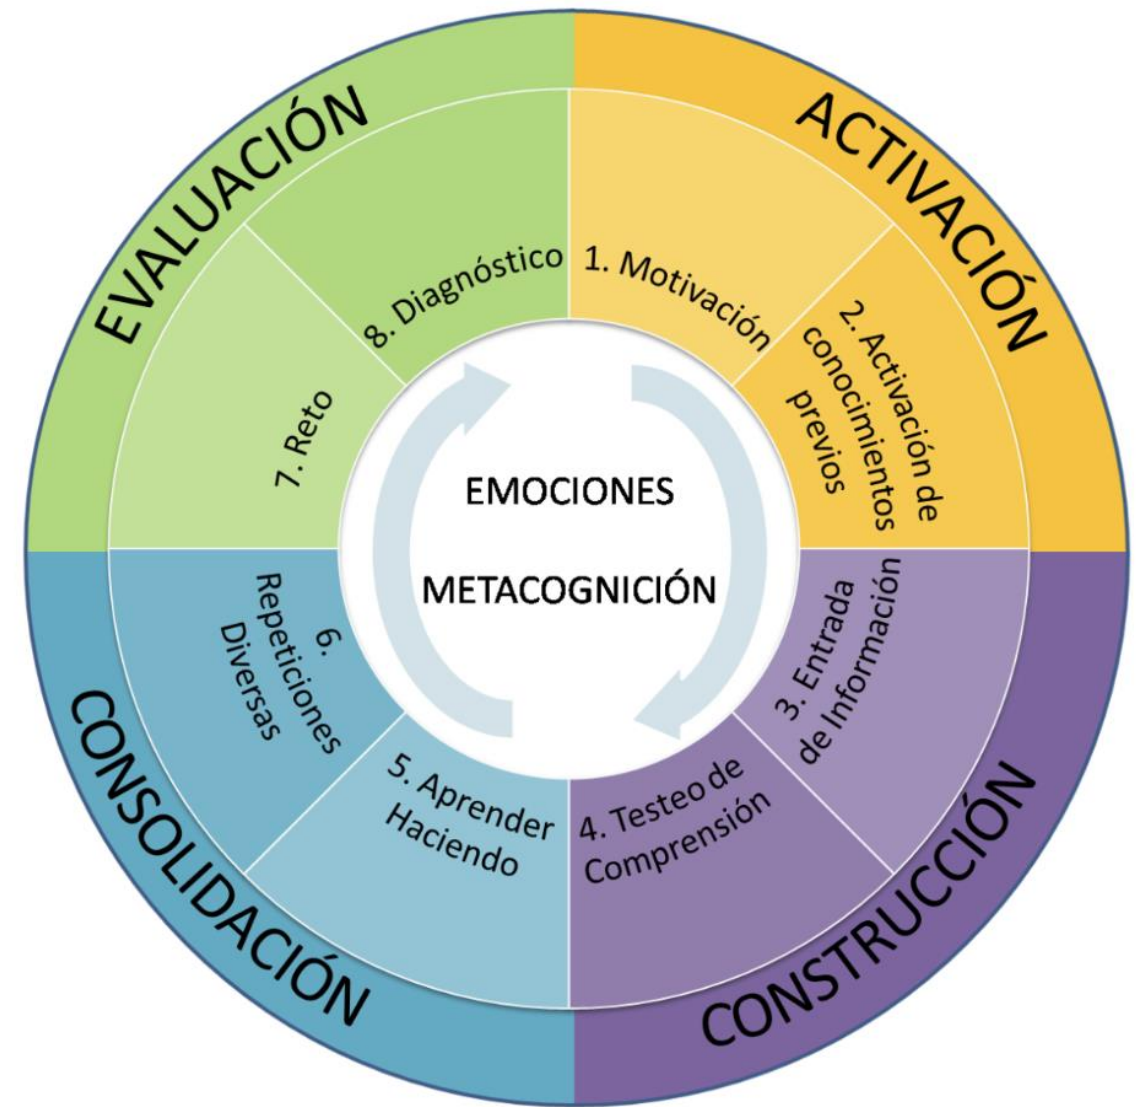 ACTIVACIÓN
1. Motivación
2. Activación de
conocimientos
previos
CONSTRUCCIÓN
3. Entrada
de Información
4. Testeo de
Comprensión
CONSOLIDACIÓN
5. Aprender
Haciendo
6.
Repeticiones
Diversas
EVALUACIÓN
7. Reto
8. Diagnóstico
EMOCIONES
METACOGNICIÓN